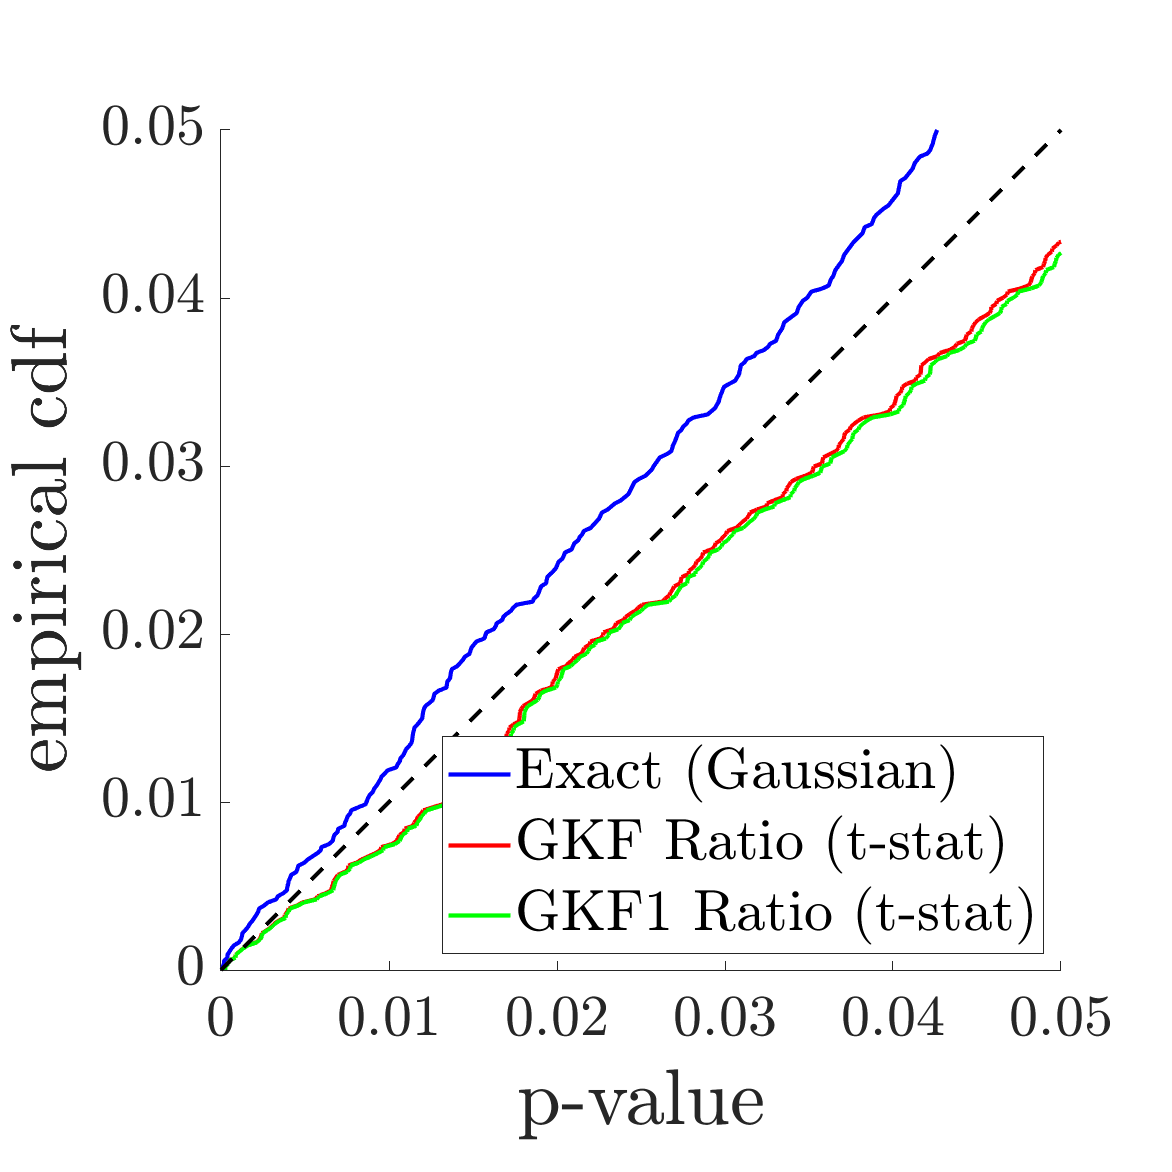 0.05
0.04
0.03
0.02
0.01
0
empirical cdf
Exact (Gaussian)
GKF Ratio (t-stat)
GKF1 Ratio (t-stat)
0 0.01 0.02 0.03 0.04 0.05
p-value